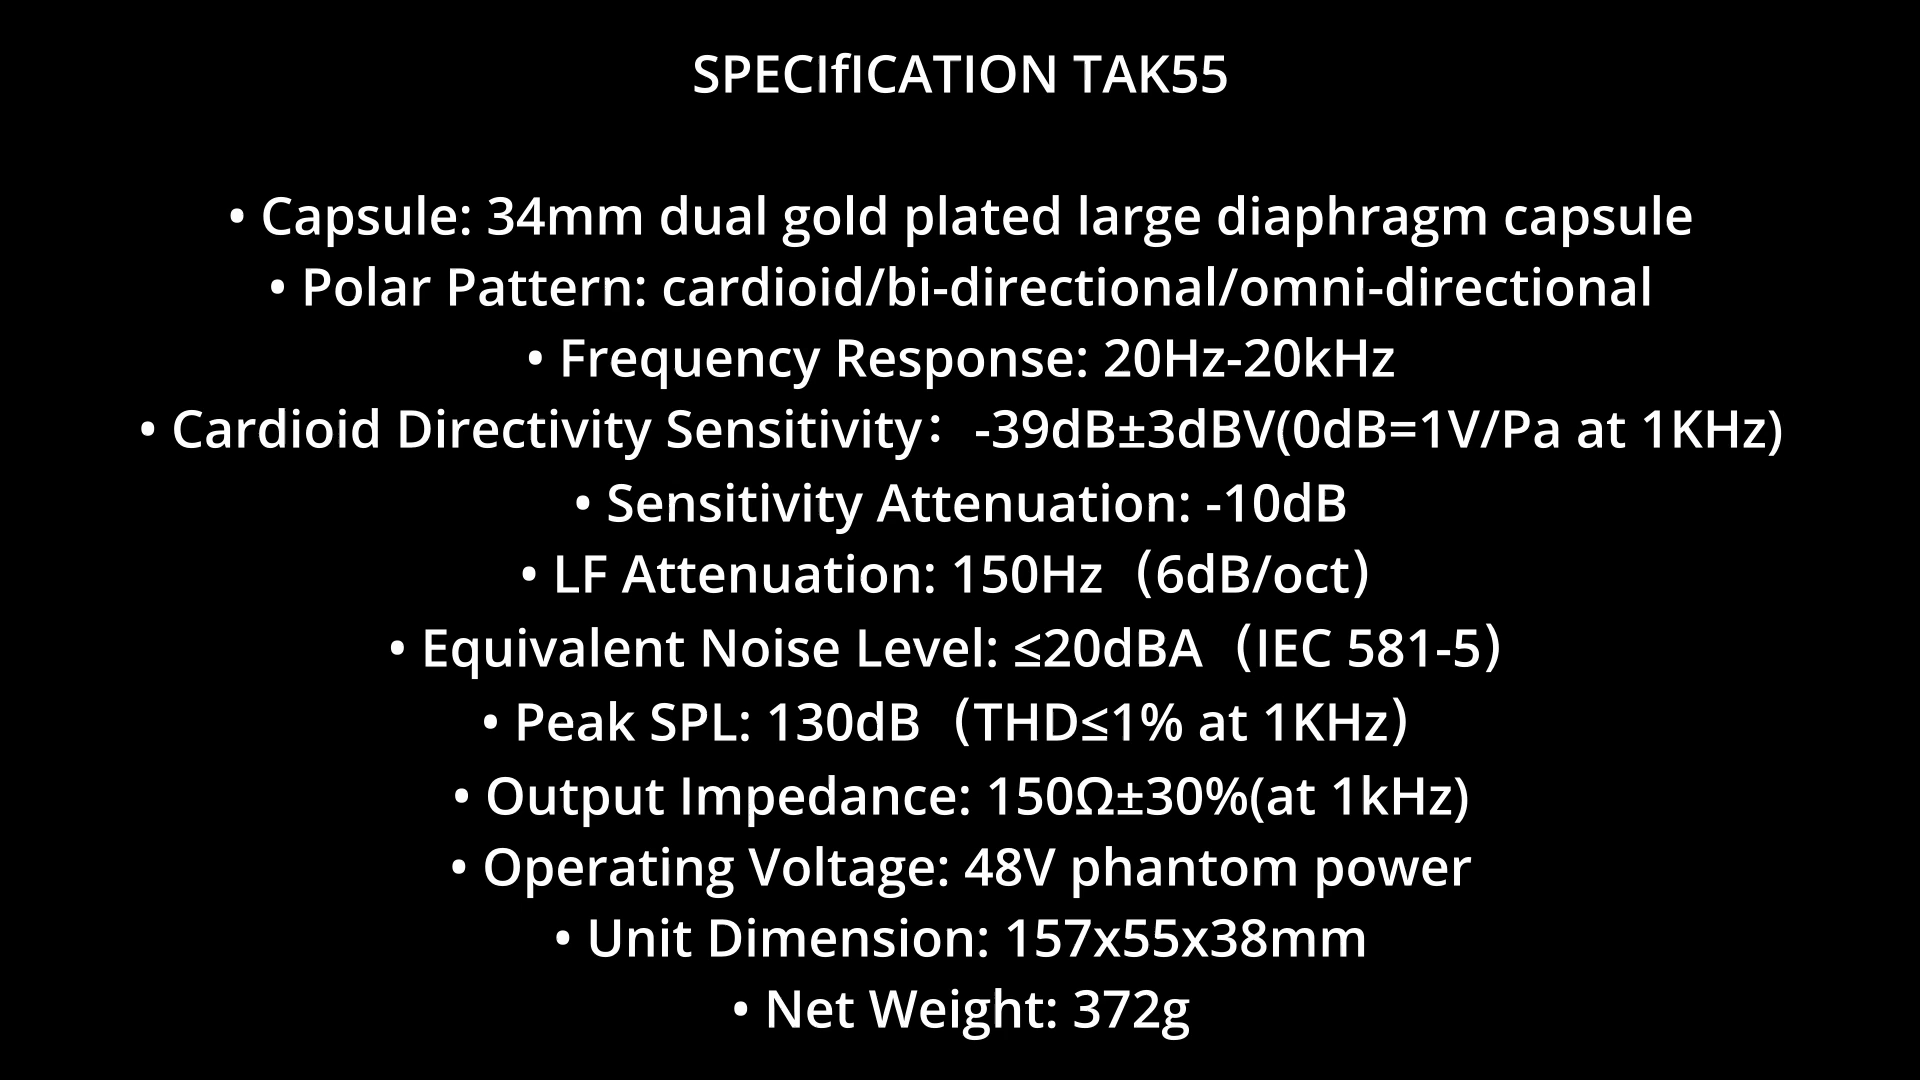 SPECIfICATION TAK55
• Capsule: 34mm dual gold plated large diaphragm capsule
• Polar Pattern: cardioid/bi-directional/omni-directional
• Frequency Response: 20Hz-20kHz
• Cardioid Directivity Sensitivity：-39dB±3dBV(0dB=1V/Pa at 1KHz)
• Sensitivity Attenuation: -10dB
• LF Attenuation: 150Hz（6dB/oct）
• Equivalent Noise Level: ≤20dBA（IEC 581-5）
• Peak SPL: 130dB（THD≤1% at 1KHz）
• Output Impedance: 150Ω±30%(at 1kHz)
• Operating Voltage: 48V phantom power
• Unit Dimension: 157x55x38mm
• Net Weight: 372g